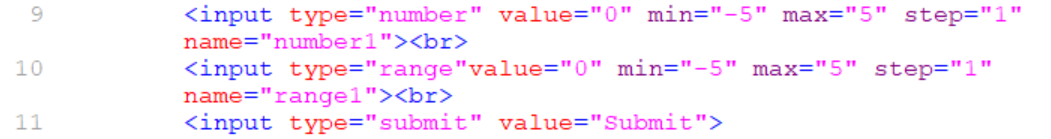 9 <input type="number" value="0" min="-5" max="5" step="1"
name="number1"><br>
10 <input type="range"value="0" min="-5" max="5" step="1"
name="range1"><br>
11 <input type="submit" value="Submit">